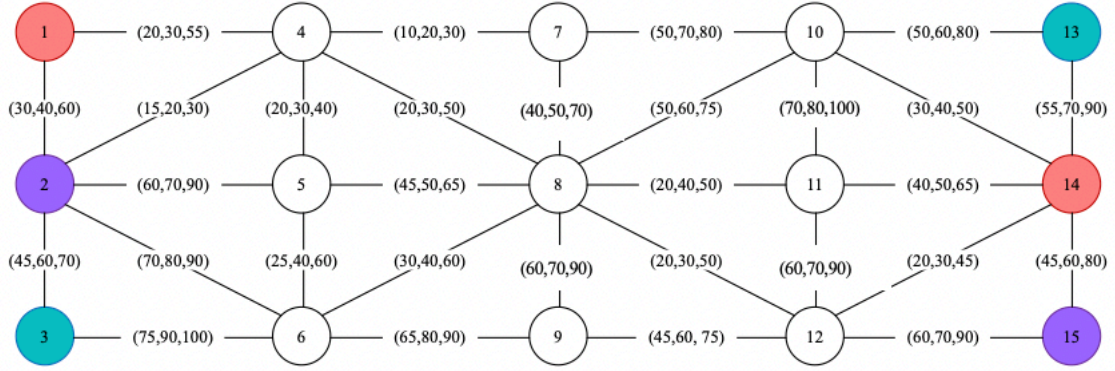 1 (20,30,55) 4 (10,20,30) 7 (50,70,80) 10 (50,60,80) 13
(30,40,60) (15,20,30) (20,30,40) (20,30,50) (40,50,70) (50,60,75) (70,80,100) (30,40,50) (55,70,90)
2 (60,70,90) 5 (45,50,65) 8 (20,40,50) 11 (40,50,65) 14
(45,60,70) (70,80,90) (25,40,60) (30,40,60) (60,70,90) (20,30,50) (60,70,90) (20,30,45) (45,60,80)
3 (75,90,100) 6 (65,80,90) 9 (45,60, 75) 12 (60,70,90) 15